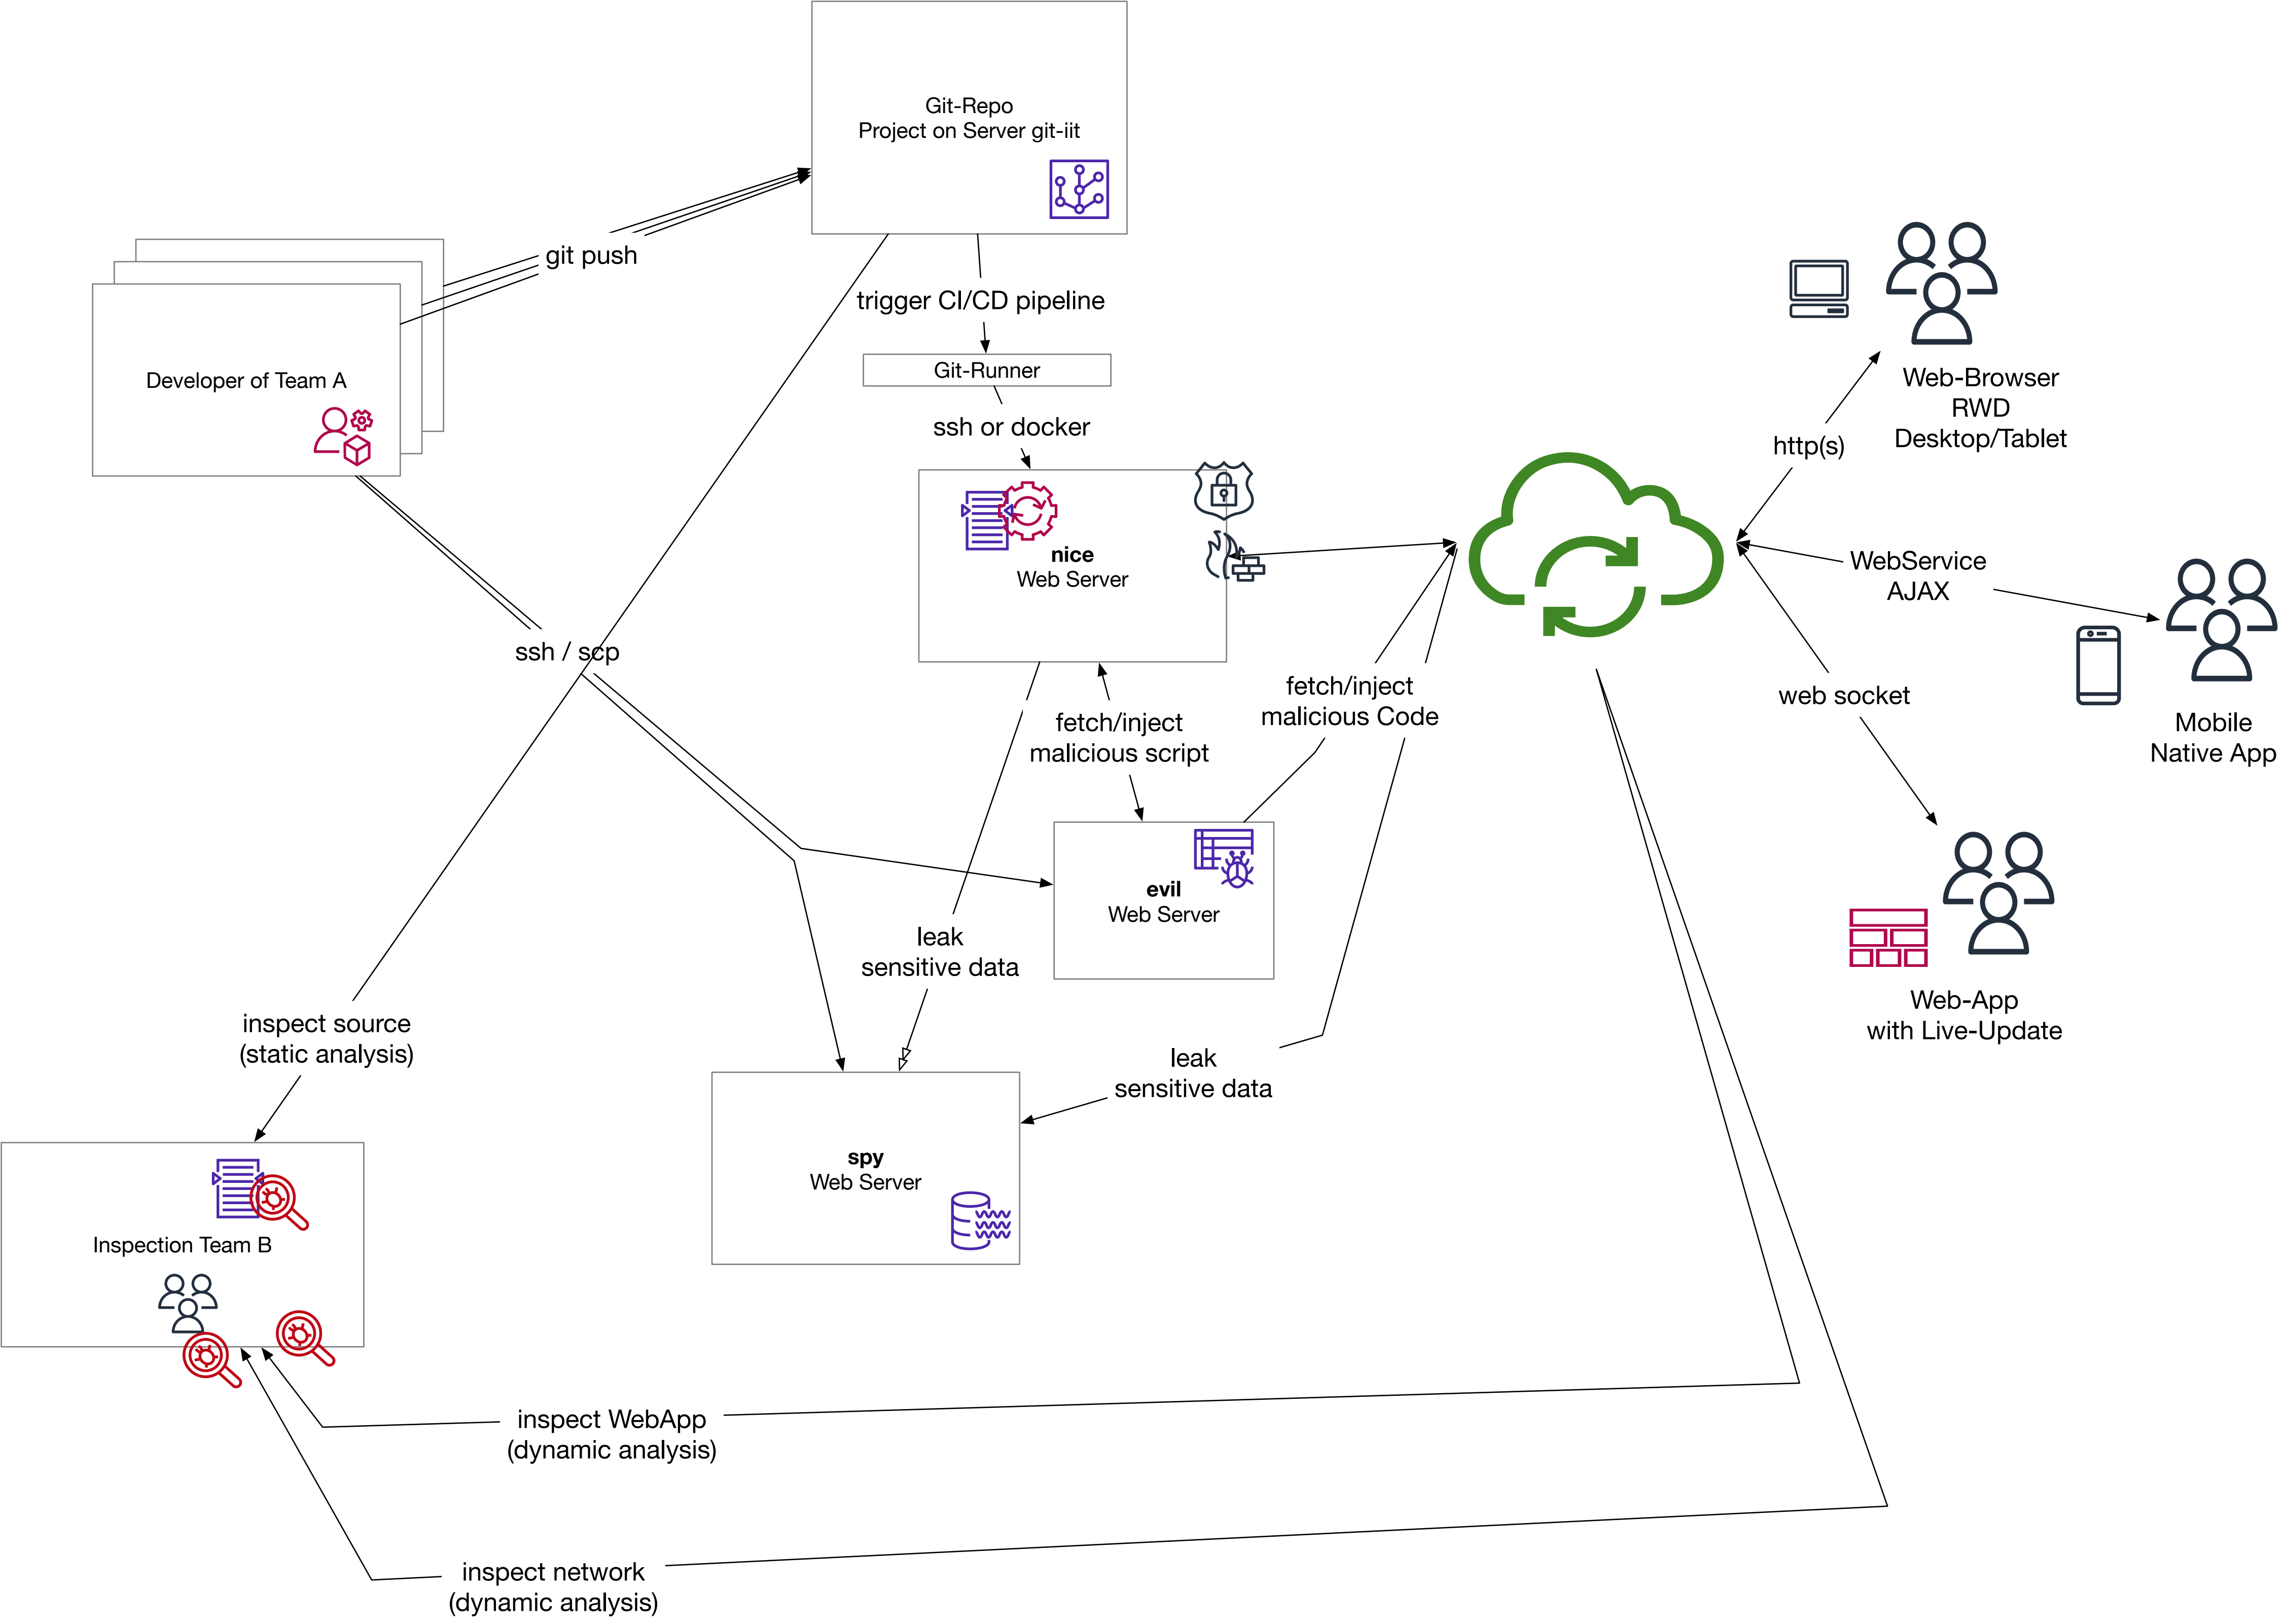 Git-Repo
Project on Server git-iit
git push
trigger CI/CD pipeline
Git-Runner
Developer of Team A
ssh or docker
nice
Web Server
ssh / scp
fetch/inject
malicious script
fetch/inject
malicious Code
evil
Web Server
leak
sensitive data
leak
sensitive data
spy
Web Server
Web-Browser
RWD
Desktop/Tablet
http(s)
WebService
AJAX
web socket
Mobile
Native App
Web-App
with Live-Update
inspect source
(static analysis)
Inspection Team B
inspect WebApp
(dynamic analysis)
inspect network
(dynamic analysis)